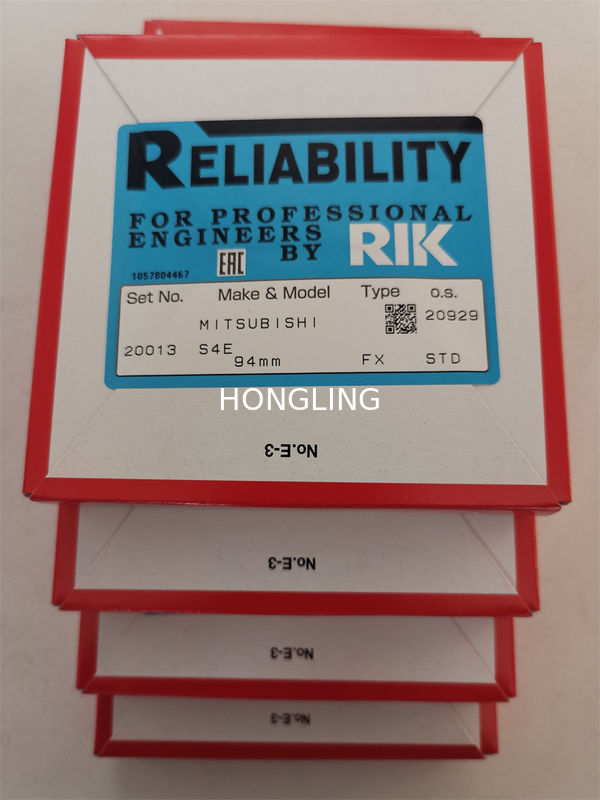 RELIABILITY
FOR PROFESSIONAL
ENGINEERS
BY RIK
EAC
1057804467
Set No. Make & Model Type O.S.
MITSUBISHI 20929
20013 S4E
94mm FX STD
HONGLING
No.E-3
No.E-3
No.E-3
No.E-3